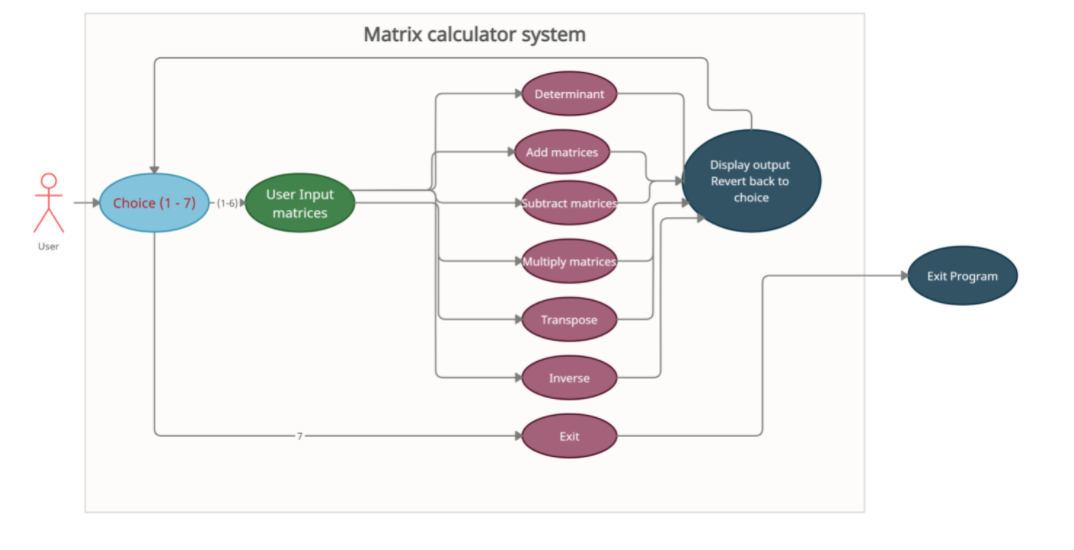 Matrix calculator system
Determinant
Add matrices
Display output
Revert back to
choice
User
Choice (1 - 7)
(1-6)
User Input
matrices
Subtract matrices
Multiply matrices
Exit Program
Transpose
Inverse
7
Exit